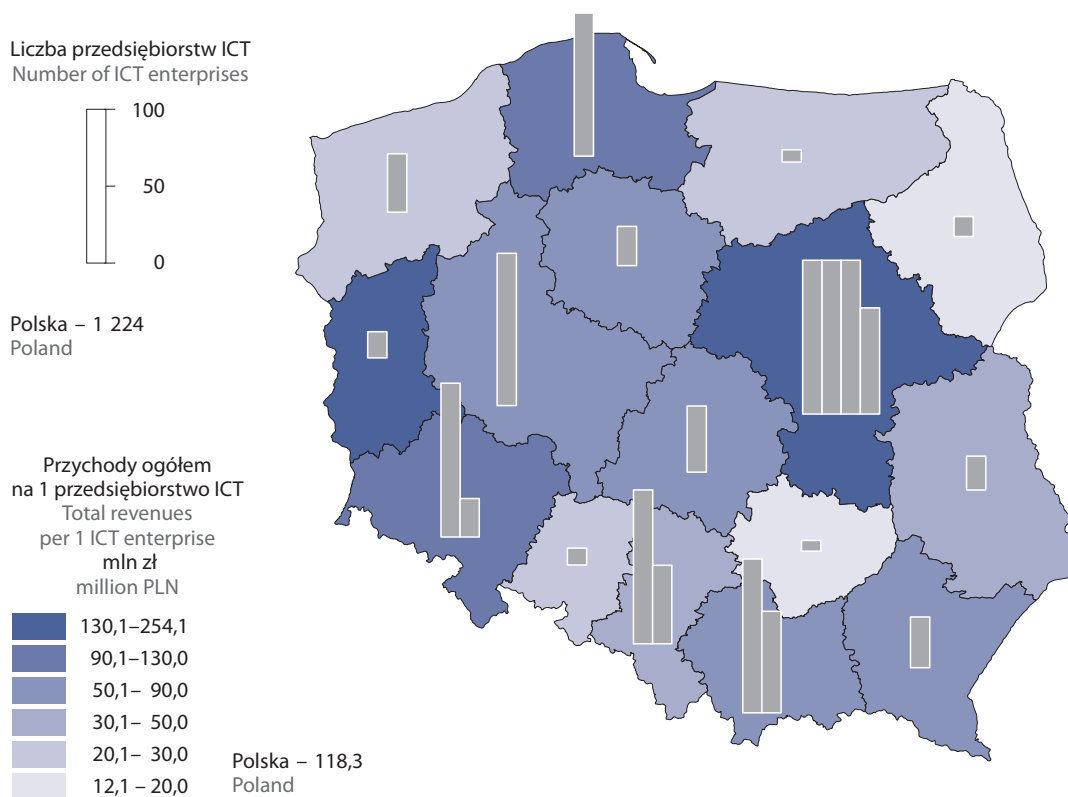 Liczba przedsiębiorstw ICT
Number of ICT enterprises
100
50
0
Polska – 1 224
Poland
Przychody ogółem
na 1 przedsiębiorstwo ICT
Total revenues
per 1 ICT enterprise
mln zł
million PLN
130,1–254,1
90,1–130,0
50,1– 90,0
30,1– 50,0
20,1– 30,0
12,1 – 20,0
Polska – 118,3
Poland